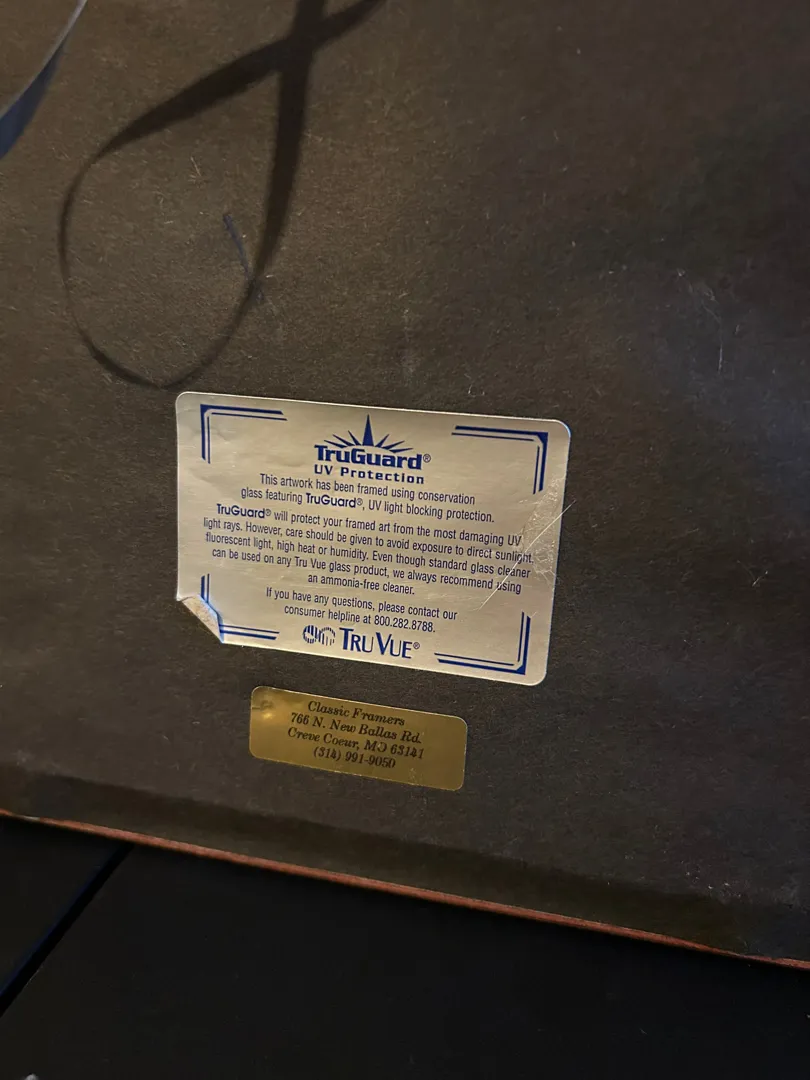 TruGuard®
UV Protection
This artwork has been framed using conservation
glass featuring TruGuard®, UV light blocking protection.
TruGuard® will protect your framed art from the most damaging UV
light rays. However, care should be given to avoid exposure to direct sunlight,
fluorescent light, high heat or humidity. Even though standard glass cleaner
can be used on any Tru Vue glass product, we always recommend using
an ammonia-free cleaner.
If you have any questions, please contact our
consumer helpline at 800.282.8788.
TRU VUE®
Classic Framers
766 N. New Ballas Rd.
Creve Coeur, MO 63141
(314) 991-9050